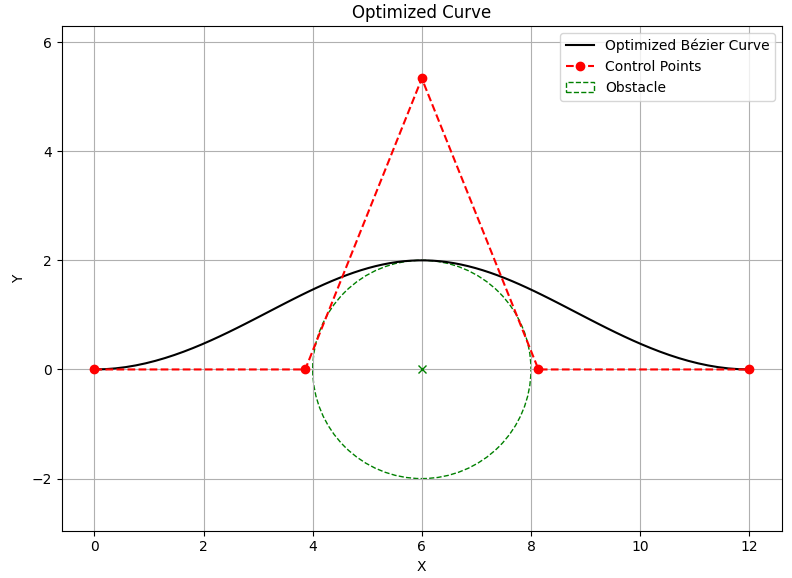 Optimized Curve
Optimized Bézier Curve
Control Points
Obstacle
6
4
2
0
−2
Y
0 2 4 6 8 10 12
X